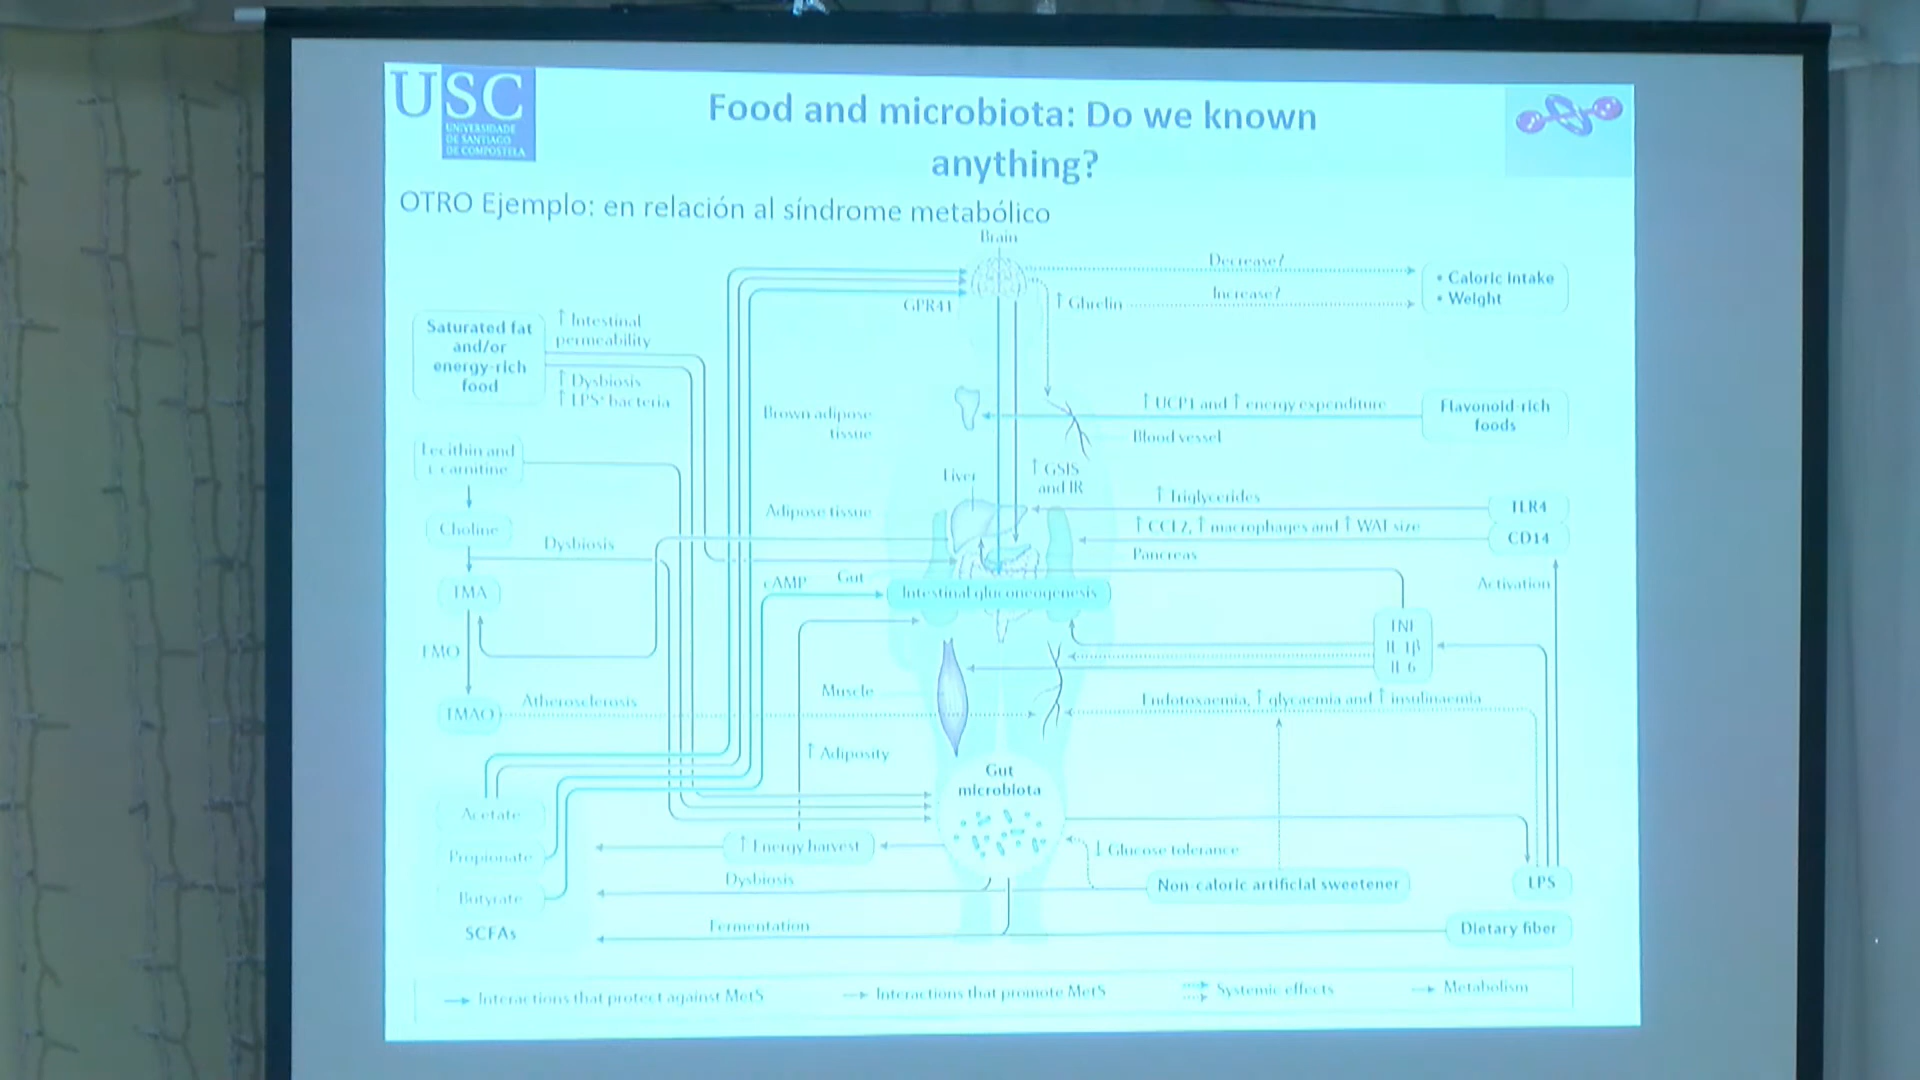 USC
UNIVERSIDADE
DE SANTIAGO
DE COMPOSTELA
Food and microbiota: Do we known
anything?
OTRO Ejemplo: en relación al síndrome metabólico
Brain
Decrease?
• Caloric intake
• Weight
GPR41
↑ Ghrelin
Increase?
Saturated fat
and/or
energy-rich
food
↑ Intestinal
permeability
↑ Dysbiosis
↑ LPS⁺ bacteria
Brown adipose
tissue
↑ UCP1 and ↑ energy expenditure
Blood vessel
Flavonoid-rich
foods
Lecithin and
L-carnitine
Liver
↑ GSIS
and IR
↑ Triglycerides
TLR4
Adipose tissue
↑ CCL2, ↑ macrophages and ↑ WAT size
CD14
Choline
Dysbiosis
Pancreas
Activation
TMA
cAMP
Gut
Intestinal gluconeogenesis
FMO
IL-1β
IL-6
TMAO
Atherosclerosis
Muscle
Endotoxaemia, ↑ glycaemia and ↑ insulinaemia
↑ Adiposity
Gut
microbiota
Acetate
Propionate
Butyrate
SCFAs
↑ Energy harvest
↓ Glucose tolerance
Dysbiosis
Non-caloric artificial sweetener
LPS
Fermentation
Dietary fiber
Interactions that protect against MetS
Interactions that promote MetS
Systemic effects
Metabolism